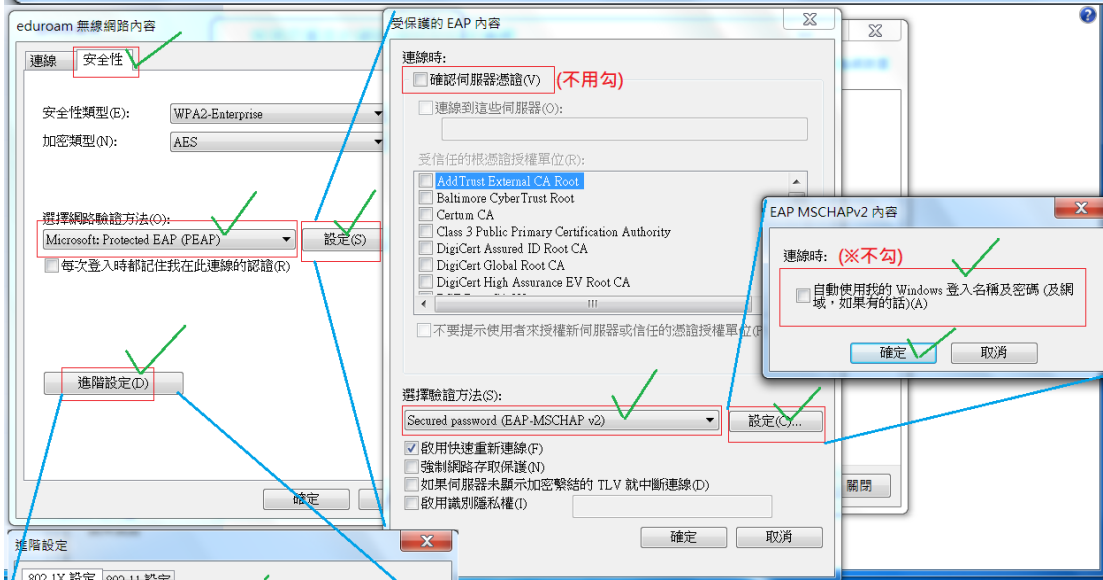 eduroam 無線網路內容
連線
安全性
安全性類型(E):
WPA2-Enterprise
加密類型(N):
AES
選擇網路驗證方法(O):
Microsoft: Protected EAP (PEAP)
設定(S)
每次登入時都記住我在此連線的認證(R)
進階設定(D)
確定
受保護的 EAP 內容
連線時:
確認伺服器憑證(V)
(不用勾)
連線到這些伺服器(O):
受信任的根憑證授權單位(R):
AddTrust External CA Root
Baltimore CyberTrust Root
Certum CA
Class 3 Public Primary Certification Authority
DigiCert Assured ID Root CA
DigiCert Global Root CA
DigiCert High Assurance EV Root CA
不要提示使用者來授權新伺服器或信任的憑證授權單位(P
選擇驗證方法(S):
Secured password (EAP-MSCHAP v2)
設定(C)...
啟用快速重新連線(F)
強制網路存取保護(N)
如果伺服器未顯示加密繫結的 TLV 就中斷連線(D)
啟用識別隱私權(I)
確定
取消
EAP MSCHAPv2 內容
連線時:
(※不勾)
自動使用我的 Windows 登入名稱及密碼 (及網
域，如果有的話)(A)
確定
取消
關閉
進階設定
802.1X 設定
802.11 設定